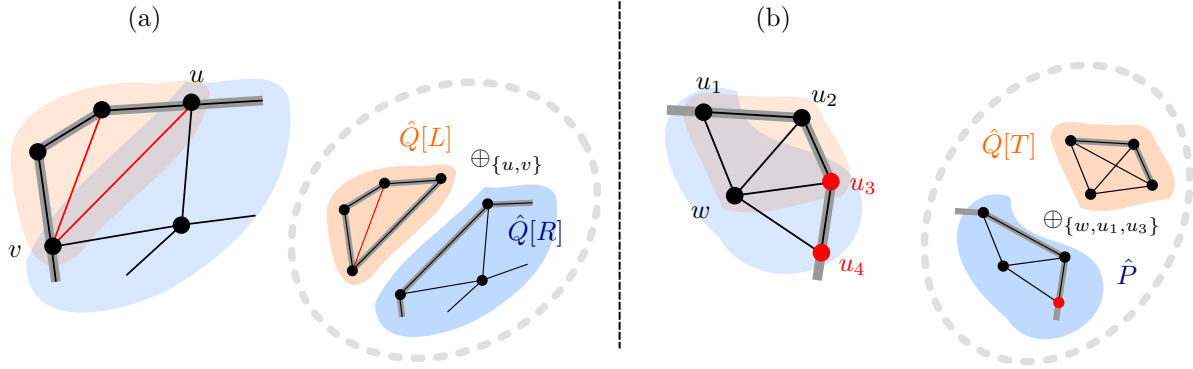 (a)
u
v
Q̂[L]
⊕{u,v}
Q̂[R]
(b)
u₁
u₂
u₃
w
u₄
Q̂[T]
⊕{w,u₁,u₃}
P̂